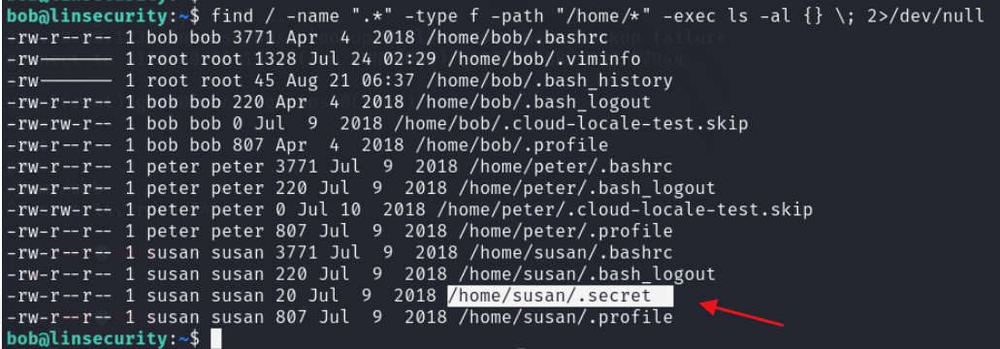 bob@linsecurity:~$ find / -name ".*" -type f -path "/home/*" -exec ls -al {} \; 2>/dev/null
-rw-r--r-- 1 bob bob 3771 Apr  4  2018 /home/bob/.bashrc
-rw------- 1 root root 1328 Jul 24 02:29 /home/bob/.viminfo
-rw------- 1 root root 45 Aug 21 06:37 /home/bob/.bash_history
-rw-r--r-- 1 bob bob 220 Apr  4  2018 /home/bob/.bash_logout
-rw-rw-r-- 1 bob bob 0 Jul  9  2018 /home/bob/.cloud-locale-test.skip
-rw-r--r-- 1 bob bob 807 Apr  4  2018 /home/bob/.profile
-rw-r--r-- 1 peter peter 3771 Jul  9  2018 /home/peter/.bashrc
-rw-r--r-- 1 peter peter 220 Jul  9  2018 /home/peter/.bash_logout
-rw-rw-r-- 1 peter peter 0 Jul 10  2018 /home/peter/.cloud-locale-test.skip
-rw-r--r-- 1 peter peter 807 Jul  9  2018 /home/peter/.profile
-rw-r--r-- 1 susan susan 3771 Jul  9  2018 /home/susan/.bashrc
-rw-r--r-- 1 susan susan 220 Jul  9  2018 /home/susan/.bash_logout
-rw-r--r-- 1 susan susan 20 Jul  9  2018 /home/susan/.secret
-rw-r--r-- 1 susan susan 807 Jul  9  2018 /home/susan/.profile
bob@linsecurity:~$